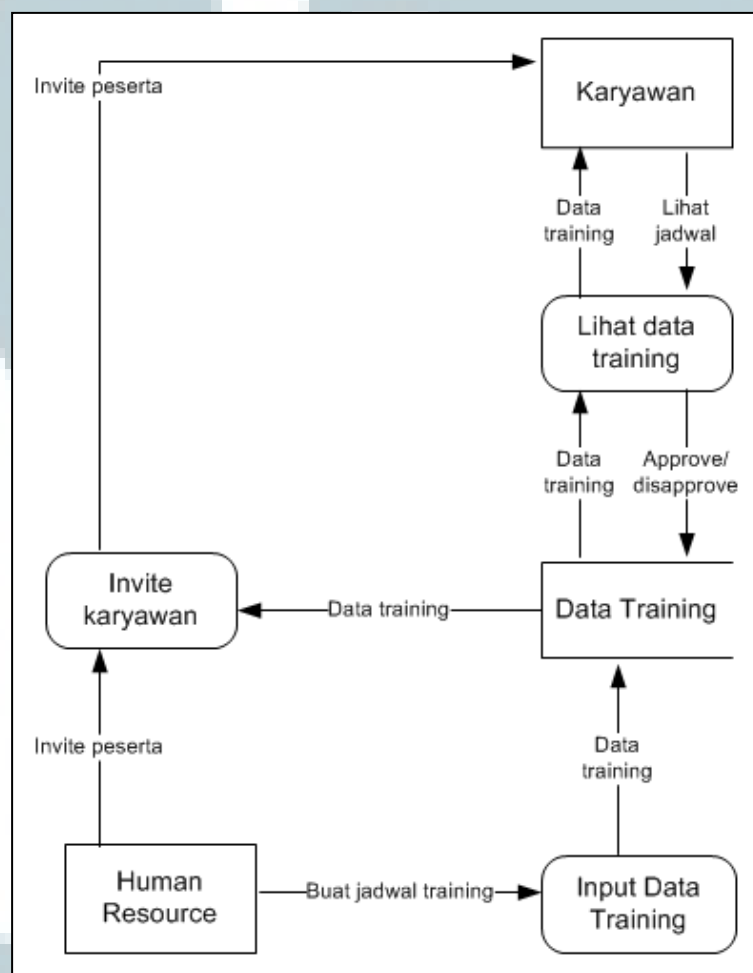 Invite peserta
Karyawan
Data
training
Lihat
jadwal
Lihat data
training
Data
training
Approve/
disapprove
Invite
karyawan
Data training
Data Training
Invite peserta
Data
training
Human
Resource
Buat jadwal training
Input Data
Training